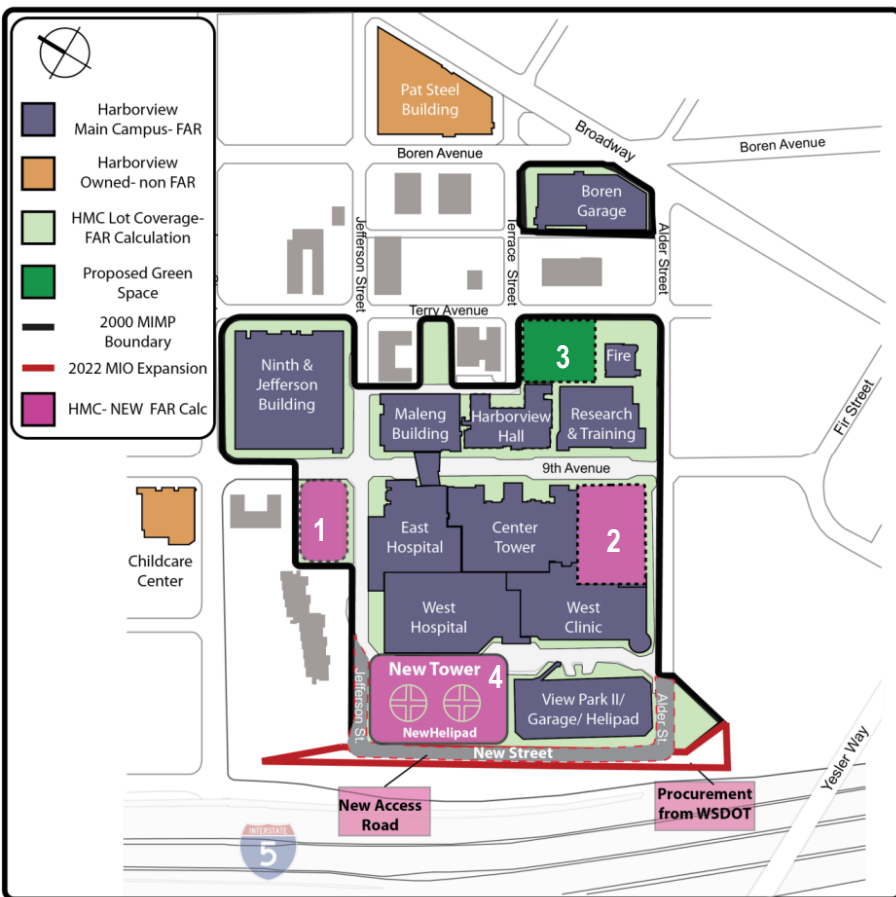 Harborview
Main Campus- FAR
Harborview
Owned- non FAR
HMC Lot Coverage-
FAR Calculation
Proposed Green
Space
2000 MIMP
Boundary
2022 MIO Expansion
HMC- NEW FAR Calc
Pat Steel
Building
Broadway
Boren Avenue
Boren Avenue
Boren
Garage
Jefferson Street
Terrace Street
Alder Street
Terry Avenue
Ninth &
Jefferson
Building
3
Fire
Maleng
Building
Harborview
Hall
Research
& Training
Fir Street
9th Avenue
Childcare
Center
1
East
Hospital
Center
Tower
2
West
Hospital
West
Clinic
Jefferson St.
New Tower
4
NewHelipad
View Park II/
Garage/ Helipad
Alder St.
New Street
New Access
Road
Procurement
from WSDOT
Yesler Way
INTERSTATE
5